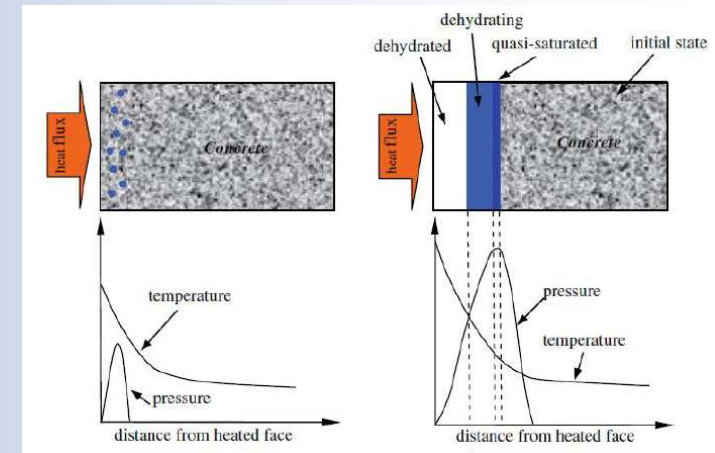 heat flux
Concrete
temperature
pressure
distance from heated face
dehydrating
dehydrated
quasi-saturated
initial state
heat flux
Concrete
pressure
temperature
distance from heated face